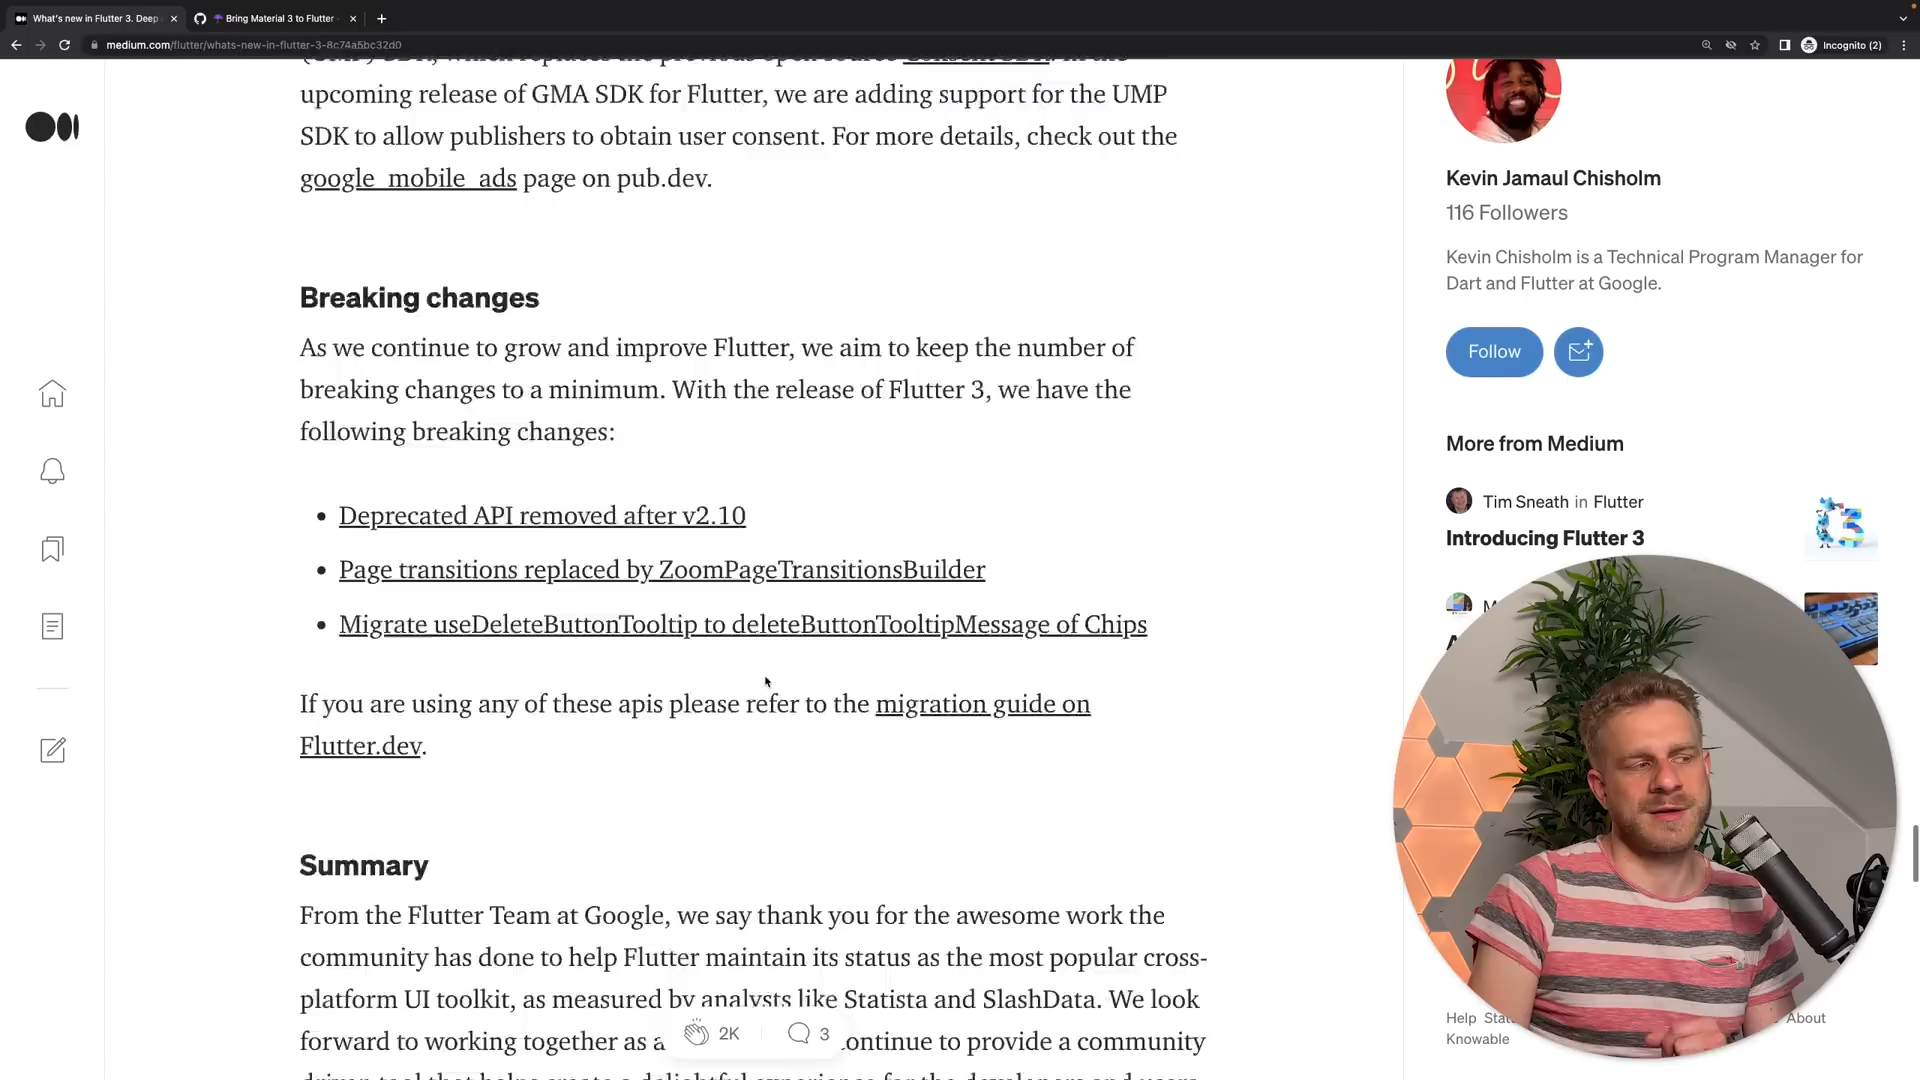 What's new in Flutter 3. Deep
Bring Material 3 to Flutter
medium.com/flutter/whats-new-in-flutter-3-8c74a5bc32d0
Incognito (2)
upcoming release of GMA SDK for Flutter, we are adding support for the UMP
SDK to allow publishers to obtain user consent. For more details, check out the
google_mobile_ads page on pub.dev.
Breaking changes
As we continue to grow and improve Flutter, we aim to keep the number of
breaking changes to a minimum. With the release of Flutter 3, we have the
following breaking changes:
• Deprecated API removed after v2.10
• Page transitions replaced by ZoomPageTransitionsBuilder
• Migrate useDeleteButtonTooltip to deleteButtonTooltipMessage of Chips
If you are using any of these apis please refer to the migration guide on
Flutter.dev.
Summary
From the Flutter Team at Google, we say thank you for the awesome work the
community has done to help Flutter maintain its status as the most popular cross-
platform UI toolkit, as measured by analysts like Statista and SlashData. We look
forward to working together as a continue to provide a community
2K
3
Kevin Jamaul Chisholm
116 Followers
Kevin Chisholm is a Technical Program Manager for
Dart and Flutter at Google.
Follow
More from Medium
Tim Sneath in Flutter
Introducing Flutter 3
Help
About
Knowable